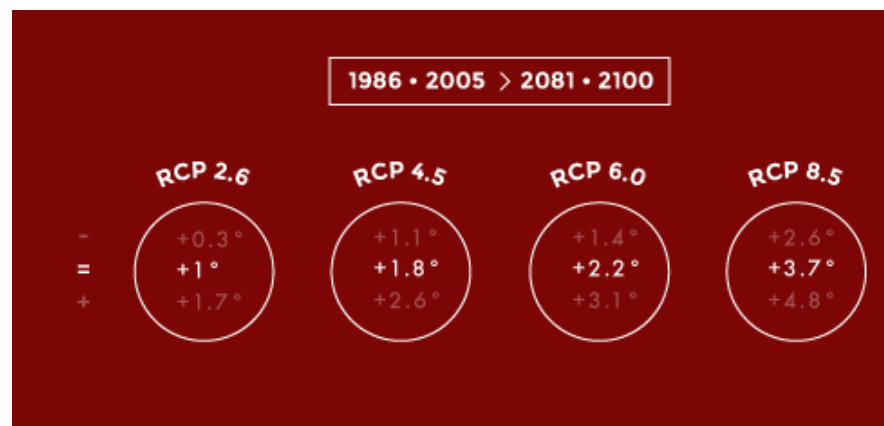 1986 • 2005 > 2081 • 2100
RCP 2.6 RCP 4.5 RCP 6.0 RCP 8.5
- +0.3° +1.1° +1.4° +2.6°
= +1° +1.8° +2.2° +3.7°
+ +1.7° +2.6° +3.1° +4.8°